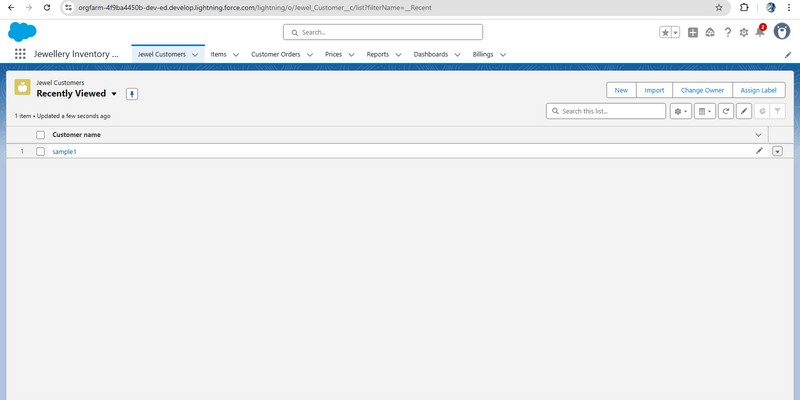 orgfarm-4f9ba4450b-dev-ed.develop.lightning.force.com/lightning/o/Jewel_Customer__c/list?filterName=__Recent
Search...
2
Jewellery Inventory ... Jewel Customers Items Customer Orders Prices Reports Dashboards Billings
Jewel Customers
Recently Viewed
New Import Change Owner Assign Label
1 item • Updated a few seconds ago
Search this list...
Customer name
1 sample1